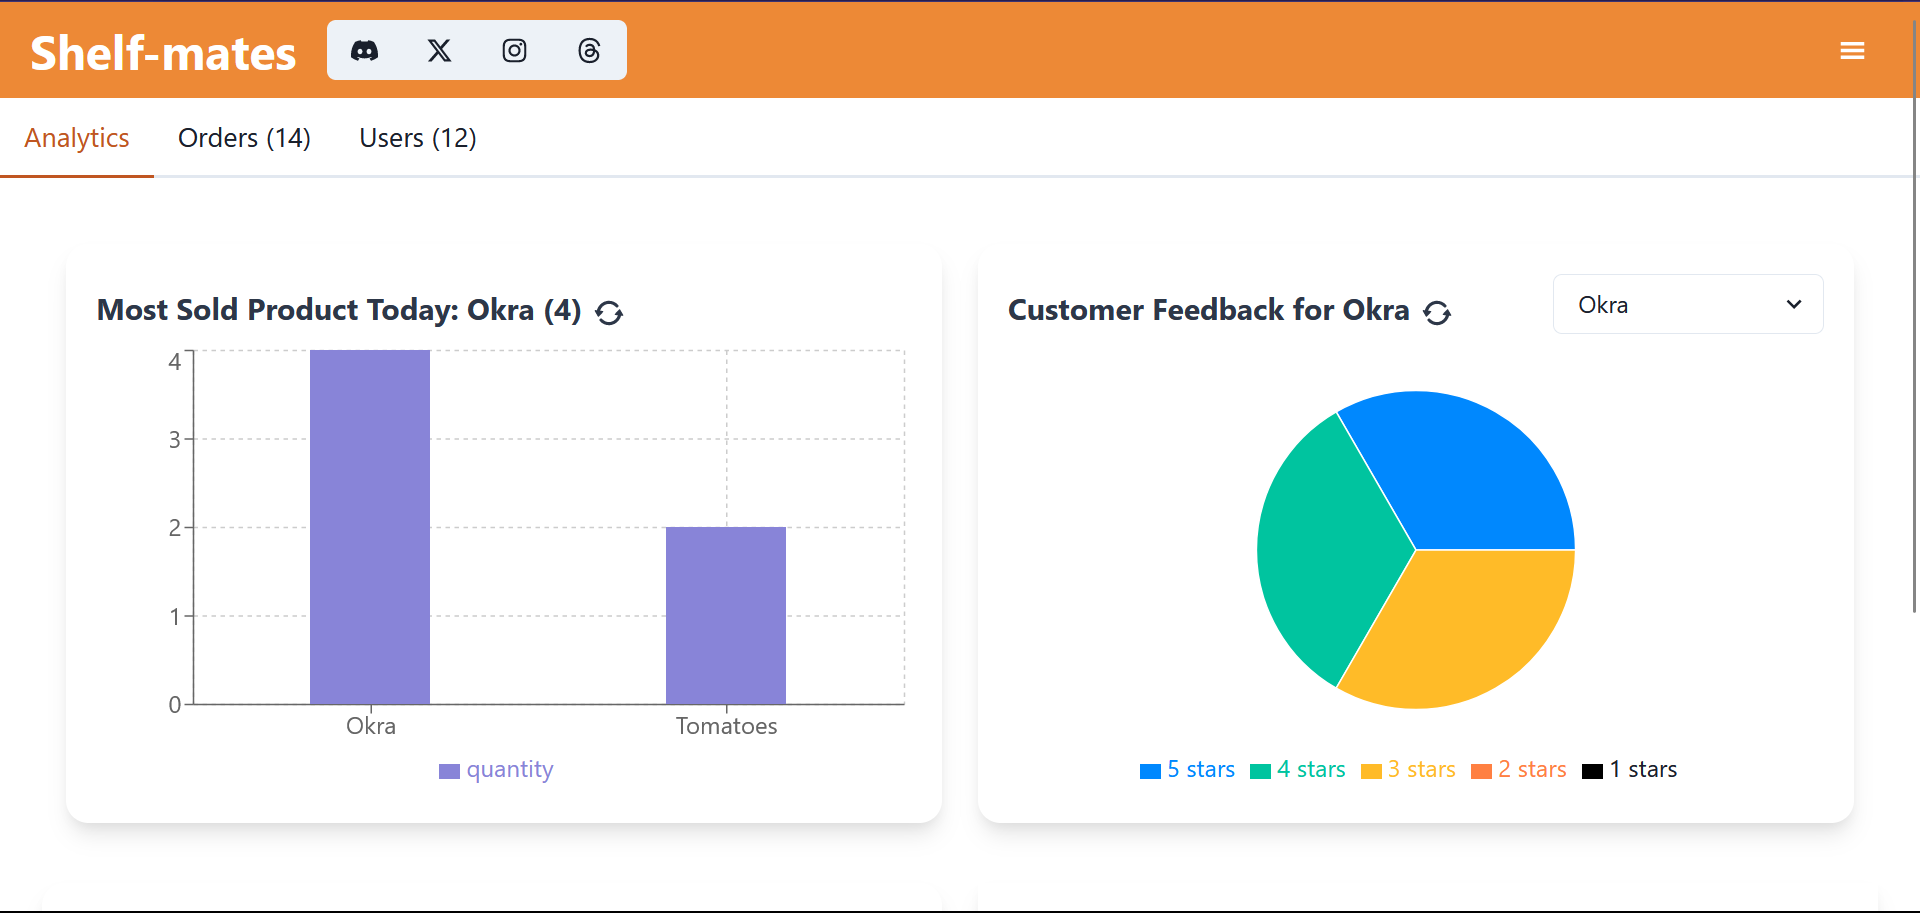 Shelf-mates
Analytics Orders (14) Users (12)
Most Sold Product Today: Okra (4)
4
3
2
1
0
Okra Tomatoes
quantity
Customer Feedback for Okra
Okra
5 stars 4 stars 3 stars 2 stars 1 stars